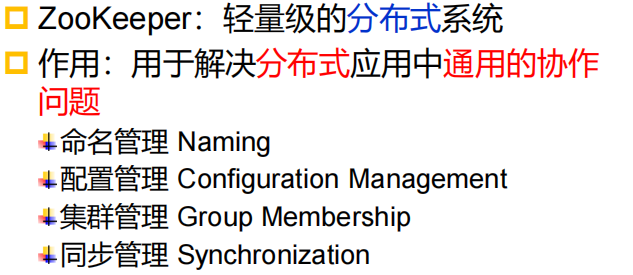 ZooKeeper：轻量级的分布式系统
作用：用于解决分布式应用中通用的协作
问题
命名管理 Naming
配置管理 Configuration Management
集群管理 Group Membership
同步管理 Synchronization